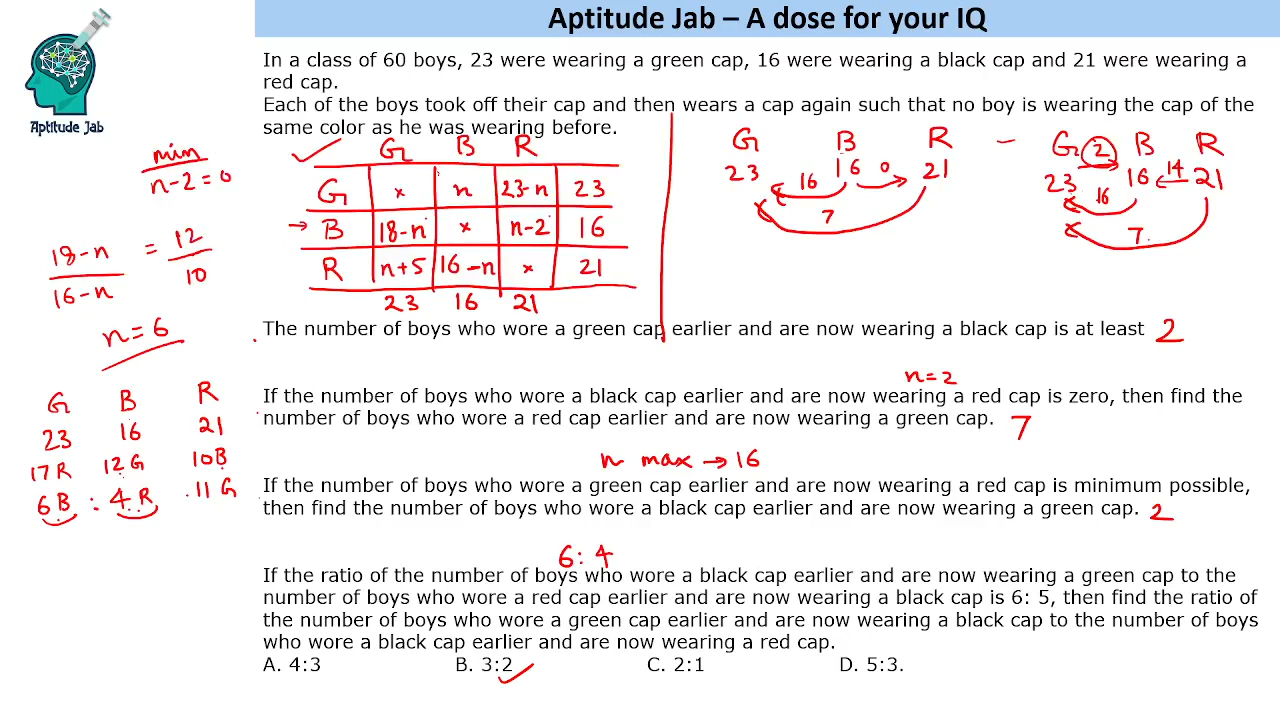 Aptitude Jab – A dose for your IQ
Aptitude Jab
In a class of 60 boys, 23 were wearing a green cap, 16 were wearing a black cap and 21 were wearing a
red cap.
Each of the boys took off their cap and then wears a cap again such that no boy is wearing the cap of the
same color as he was wearing before.
min
n-2=0
18-n = 12
16-n 10
n=6
G B R
23 16 21
17R 12G 10B
6B : 4R 11G
G B R
G × n 23-n 23
→ B 18-n × n-2 16
R n+5 16-n × 21
23 16 21
G B R
23 16 21
16 0
7
– G 2 B R
23 16 14 21
16
7
The number of boys who wore a green cap earlier and are now wearing a black cap is at least 2
n=2
If the number of boys who wore a black cap earlier and are now wearing a red cap is zero, then find the
number of boys who wore a red cap earlier and are now wearing a green cap. 7
n max → 16
If the number of boys who wore a green cap earlier and are now wearing a red cap is minimum possible,
then find the number of boys who wore a black cap earlier and are now wearing a green cap. 2
6:4
If the ratio of the number of boys who wore a black cap earlier and are now wearing a green cap to the
number of boys who wore a red cap earlier and are now wearing a black cap is 6: 5, then find the ratio of
the number of boys who wore a green cap earlier and are now wearing a black cap to the number of boys
who wore a black cap earlier and are now wearing a red cap.
A. 4:3 B. 3:2 C. 2:1 D. 5:3.